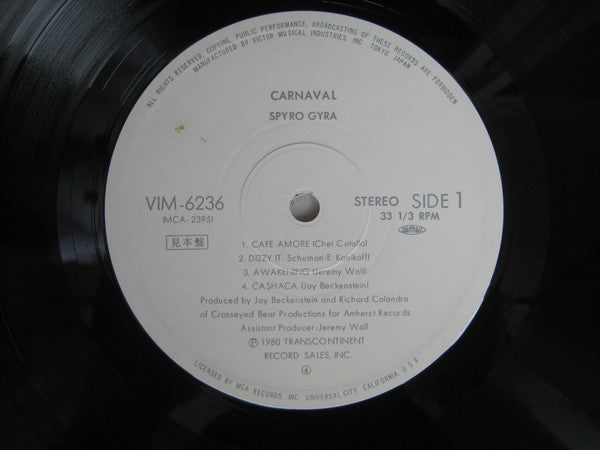 ALL RIGHTS RESERVED, COPYING, PUBLIC PERFORMANCE, BROADCASTING OF THESE RECORDS ARE FORBIDDEN
MANUFACTURED BY VICTOR MUSICAL INDUSTRIES INC TOKYO JAPAN
CARNAVAL
SPYRO GYRA
VIM-6236
(MCA-2395)
見本盤
STEREO SIDE 1
33 1/3 RPM
1. CAFE AMORE (Chet Catallo)
2. DIZZY (T. Schuman-E. Konikoff)
3. AWAKENING (Jeremy Wall)
4. CASHACA (Jay Beckenstein)
Produced by Jay Beckenstein and Richard Calandra
of Crosseyed Bear Productions for Amherst Records
Assistant Producer:Jeremy Wall
Ⓟ 1980 TRANSCONTINENT
RECORD SALES, INC.
LICENSED BY MCA RECORDS INC UNIVERSAL CITY CALIFORNIA, U.S.A